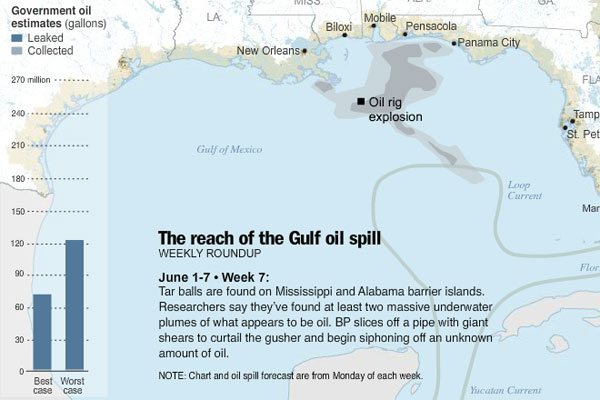 Government oil
estimates (gallons)
Leaked
Collected
270 million
240
210
180
150
120
90
60
30
0
Best
case
Worst
case
LA.
GA.
Mobile
Biloxi
Pensacola
New Orleans
Panama City
Oil rig
explosion
Tamp
St. Pet
Gulf of Mexico
Loop
Current
Mar
Flor
Yucatan Current
The reach of the Gulf oil spill
WEEKLY ROUNDUP
June 1-7 • Week 7:
Tar balls are found on Mississippi and Alabama barrier islands.
Researchers say they've found at least two massive underwater
plumes of what appears to be oil. BP slices off a pipe with giant
shears to curtail the gusher and begin siphoning off an unknown
amount of oil.
NOTE: Chart and oil spill forecast are from Monday of each week.